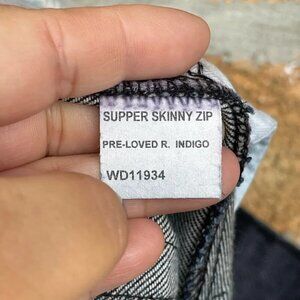 SUPPER SKINNY ZIP
PRE-LOVED R. INDIGO
WD11934